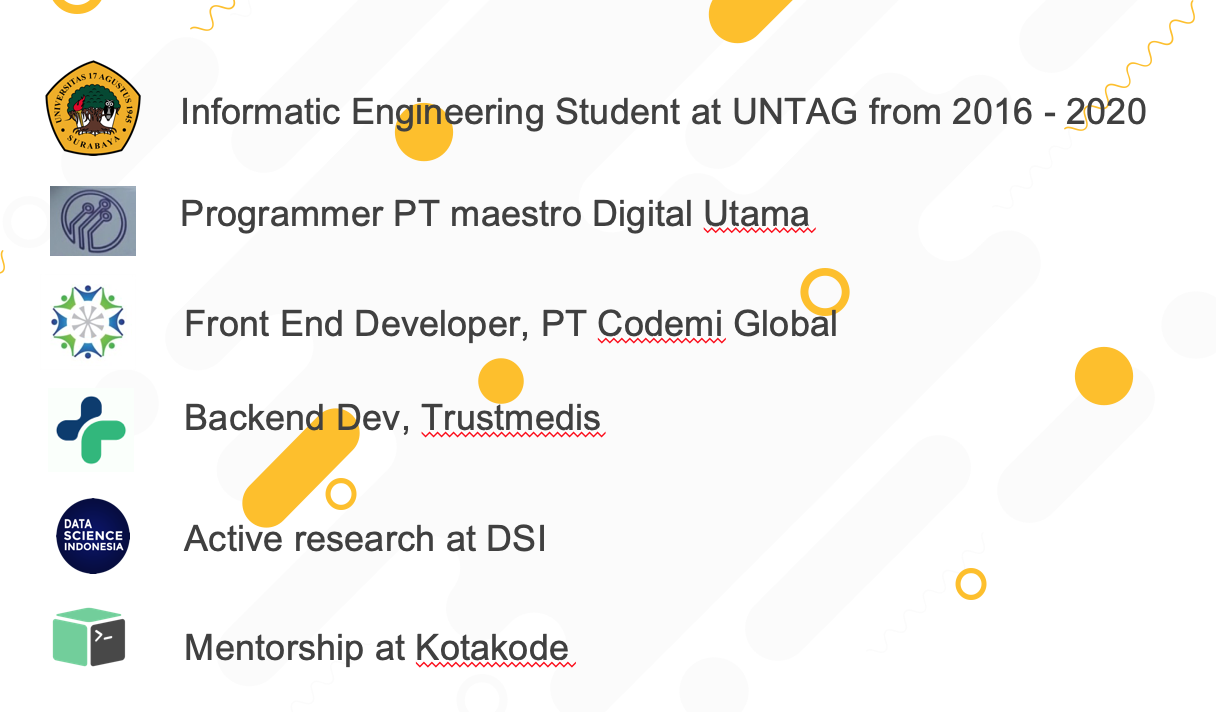 UNIVERSITAS 17 AGUSTUS 1945
SURABAYA
Informatic Engineering Student at UNTAG from 2016 - 2020
Programmer PT maestro Digital Utama
Front End Developer, PT Codemi Global
Backend Dev, Trustmedis
DATA
SCIENCE
INDONESIA
Active research at DSI
>_
Mentorship at Kotakode